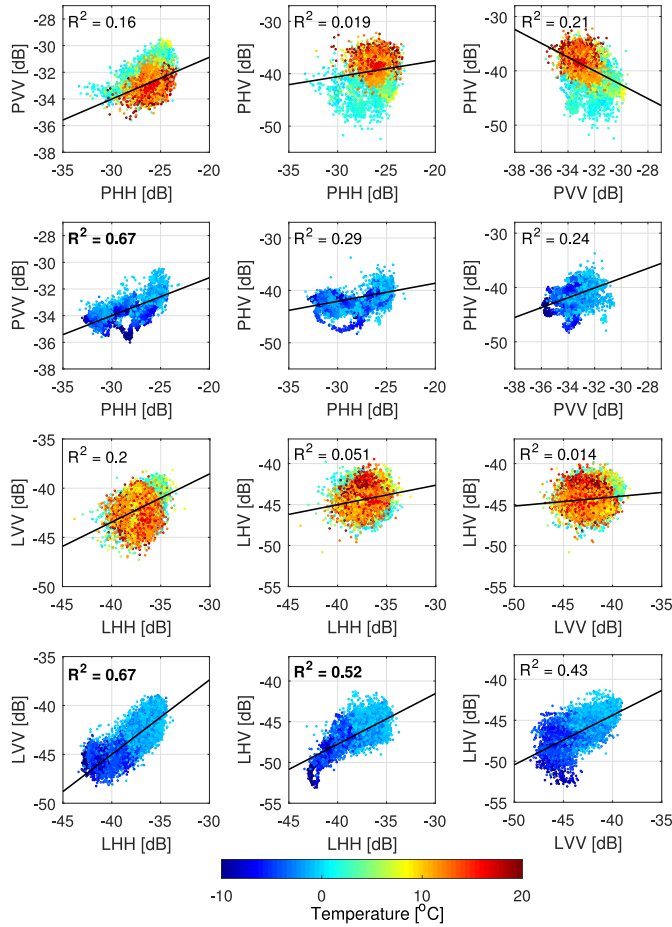 R² = 0.16
PVV [dB]
-28
-30
-32
-34
-36
-38
-35 -30 -25 -20
PHH [dB]
R² = 0.019
PHV [dB]
-30
-40
-50
-35 -30 -25 -20
PHH [dB]
R² = 0.21
PHV [dB]
-30
-40
-50
-38 -36 -34 -32 -30 -28
PVV [dB]
R² = 0.67
PVV [dB]
-28
-30
-32
-34
-36
-38
-35 -30 -25 -20
PHH [dB]
R² = 0.29
PHV [dB]
-30
-40
-50
-35 -30 -25 -20
PHH [dB]
R² = 0.24
PHV [dB]
-30
-40
-50
-38 -36 -34 -32 -30 -28
PVV [dB]
R² = 0.2
LVV [dB]
-35
-40
-45
-50
-45 -40 -35 -30
LHH [dB]
R² = 0.051
LHV [dB]
-40
-45
-50
-55
-45 -40 -35 -30
LHH [dB]
R² = 0.014
LHV [dB]
-40
-45
-50
-55
-50 -45 -40 -35
LVV [dB]
R² = 0.67
LVV [dB]
-35
-40
-45
-50
-45 -40 -35 -30
LHH [dB]
R² = 0.52
LHV [dB]
-40
-45
-50
-55
-45 -40 -35 -30
LHH [dB]
R² = 0.43
LHV [dB]
-40
-45
-50
-55
-50 -45 -40 -35
LVV [dB]
-10 0 10 20
Temperature [°C]